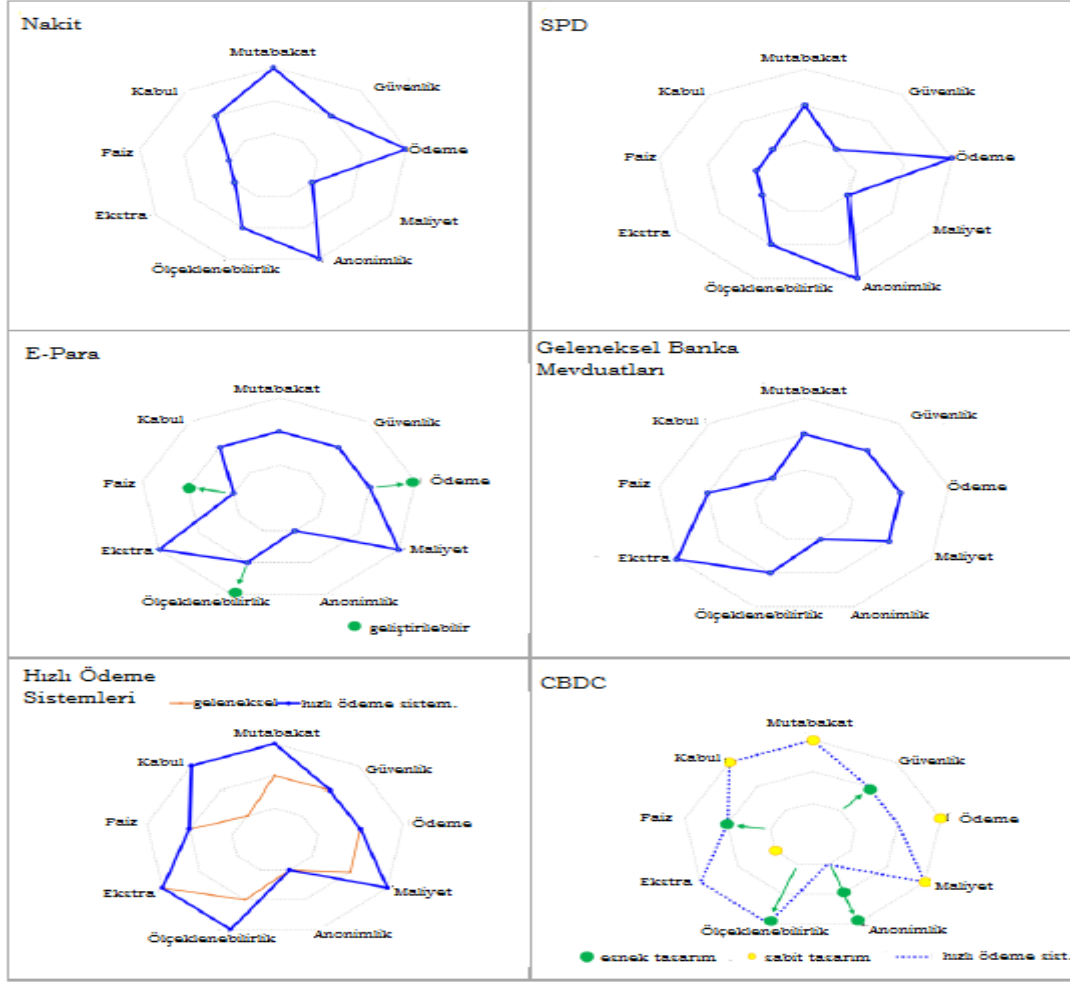 Nakit
Mutabakat
Kabul
Güvenlik
Faiz
Ödeme
Ekstra
Maliyet
Ölçeklenebilirlik
Anonimlik
SPD
Mutabakat
Kabul
Güvenlik
Faiz
Ödeme
Ekstra
Maliyet
Ölçeklenebilirlik
Anonimlik
E-Para
Mutabakat
Kabul
Güvenlik
Faiz
Ödeme
Ekstra
Maliyet
Ölçeklenebilirlik
Anonimlik
geliştirilebilir
Geleneksel Banka
Mevduatları
Mutabakat
Kabul
Güvenlik
Faiz
Ödeme
Ekstra
Maliyet
Ölçeklenebilirlik
Anonimlik
Hızlı Ödeme
Sistemleri
geleneksel
hızlı ödeme sistem.
Mutabakat
Kabul
Güvenlik
Faiz
Ödeme
Ekstra
Maliyet
Ölçeklenebilirlik
Anonimlik
CBDC
Mutabakat
Kabul
Güvenlik
Faiz
Ödeme
Ekstra
Maliyet
Ölçeklenebilirlik
Anonimlik
esnek tasarım
sabit tasarım
hızlı ödeme sist.